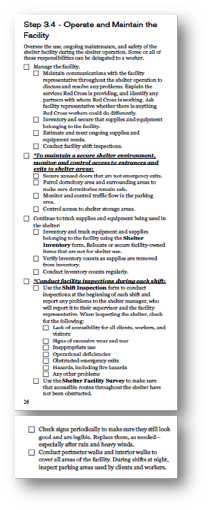 Step 3.4 - Operate and Maintain the
Facility
Oversee the use, ongoing maintenance, and safety of the
shelter facility during the shelter operation. Some or all of
these responsibilities can be delegated to a worker.
☐ Manage the facility.
☐ Maintain communications with the facility
representative throughout the shelter operation to
discuss and resolve any problems. Explain the
services Red Cross is providing, and identify any
partners with whom Red Cross is working. Ask
facility representative whether there is anything
Red Cross workers could do differently.
☐ Inventory and secure that supplies and equipment
belonging to the facility.
☐ Estimate and meet ongoing supplies and
equipment needs.
☐ Conduct facility shift inspections.
☐ *To maintain a secure shelter environment,
monitor and control access to entrances and
exits to shelter areas:
☐ Secure unused doors that are not emergency exits.
☐ Patrol dormitory area and surrounding areas to
make sure dormitories remain safe.
☐ Monitor and control traffic flow in the parking
area.
☐ Control access to shelter storage areas.
☐ Continue to track supplies and equipment being used in
the shelter:
☐ Inventory and track equipment and supplies
belonging to the facility using the Shelter
Inventory form. Relocate or secure facility-owned
items that are not for shelter use.
☐ Verify inventory counts as supplies are removed
from inventory.
☐ Conduct inventory counts regularly.
☐ *Conduct facility inspections during each shift:
☐ Use the Shift Inspection form to conduct
inspections at the beginning of each shift and
report any problems to the shelter manager, who
will report it to their supervisor and the facility
representative. When inspecting the shelter, check
for the following:
☐ Lack of accessibility for all clients, workers, and
visitors
☐ Signs of excessive wear and tear
☐ Inappropriate use
☐ Operational deficiencies
☐ Obstructed emergency exits
☐ Hazards, including fire hazards
☐ Any other problems
☐ Use the Shelter Facility Survey to make sure
that accessible routes throughout the shelter have
not been obstructed.
26
☐ Check signs periodically to make sure they still look
good and are legible. Replace them, as needed—
especially after rain and heavy winds.
☐ Conduct perimeter walks and interior walks to
cover all areas of the facility. During shifts at night,
inspect parking areas used by clients and workers.